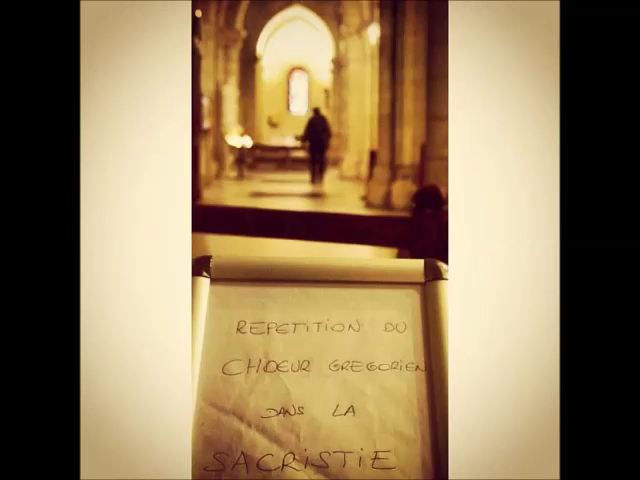 REPETITION DU
CHOEUR GREGORIEN
DANS LA
SACRISTIE